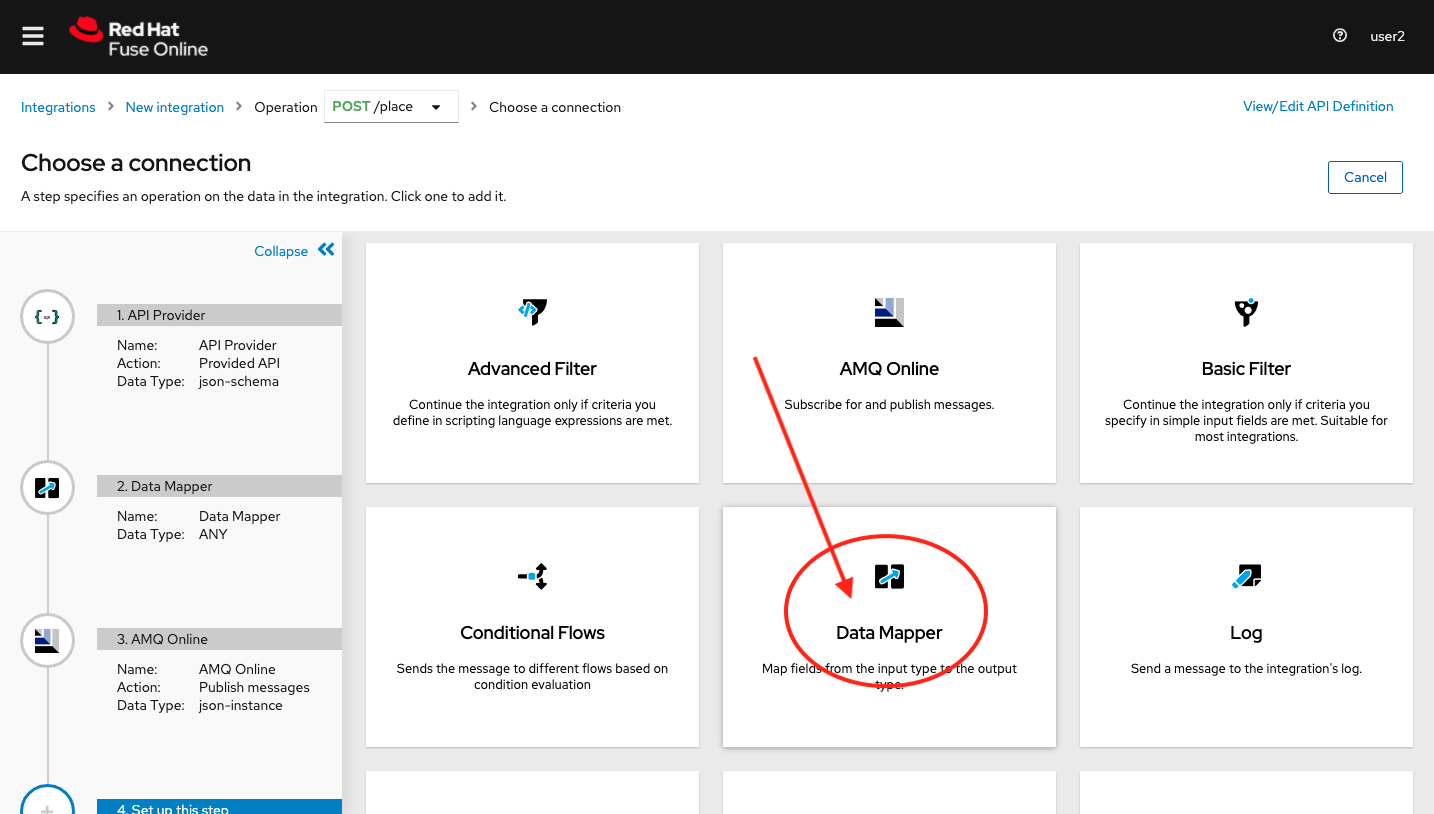 Red Hat
Fuse Online
user2
Integrations > New integration > Operation POST /place > Choose a connection
View/Edit API Definition
Choose a connection
A step specifies an operation on the data in the integration. Click one to add it.
Cancel
Collapse
1. API Provider
Name: API Provider
Action: Provided API
Data Type: json-schema
2. Data Mapper
Name: Data Mapper
Data Type: ANY
3. AMQ Online
Name: AMQ Online
Action: Publish messages
Data Type: json-instance
4. Set up this step
Advanced Filter
Continue the integration only if criteria you
define in scripting language expressions are met.
AMQ Online
Subscribe for and publish messages.
Basic Filter
Continue the integration only if criteria you
specify in simple input fields are met. Suitable for
most integrations.
Conditional Flows
Sends the message to different flows based on
condition evaluation
Data Mapper
Map fields from the input type to the output
type.
Log
Send a message to the integration's log.